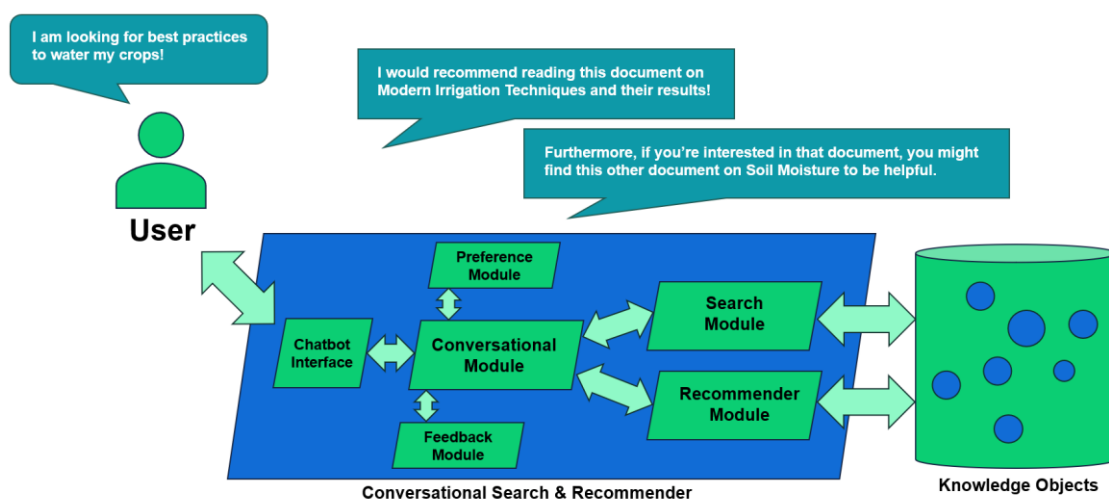 I am looking for best practices
to water my crops!
I would recommend reading this document on
Modern Irrigation Techniques and their results!
Furthermore, if you're interested in that document, you might
find this other document on Soil Moisture to be helpful.
User
Preference
Module
Chatbot
Interface
Conversational
Module
Feedback
Module
Search
Module
Recommender
Module
Conversational Search & Recommender
Knowledge Objects